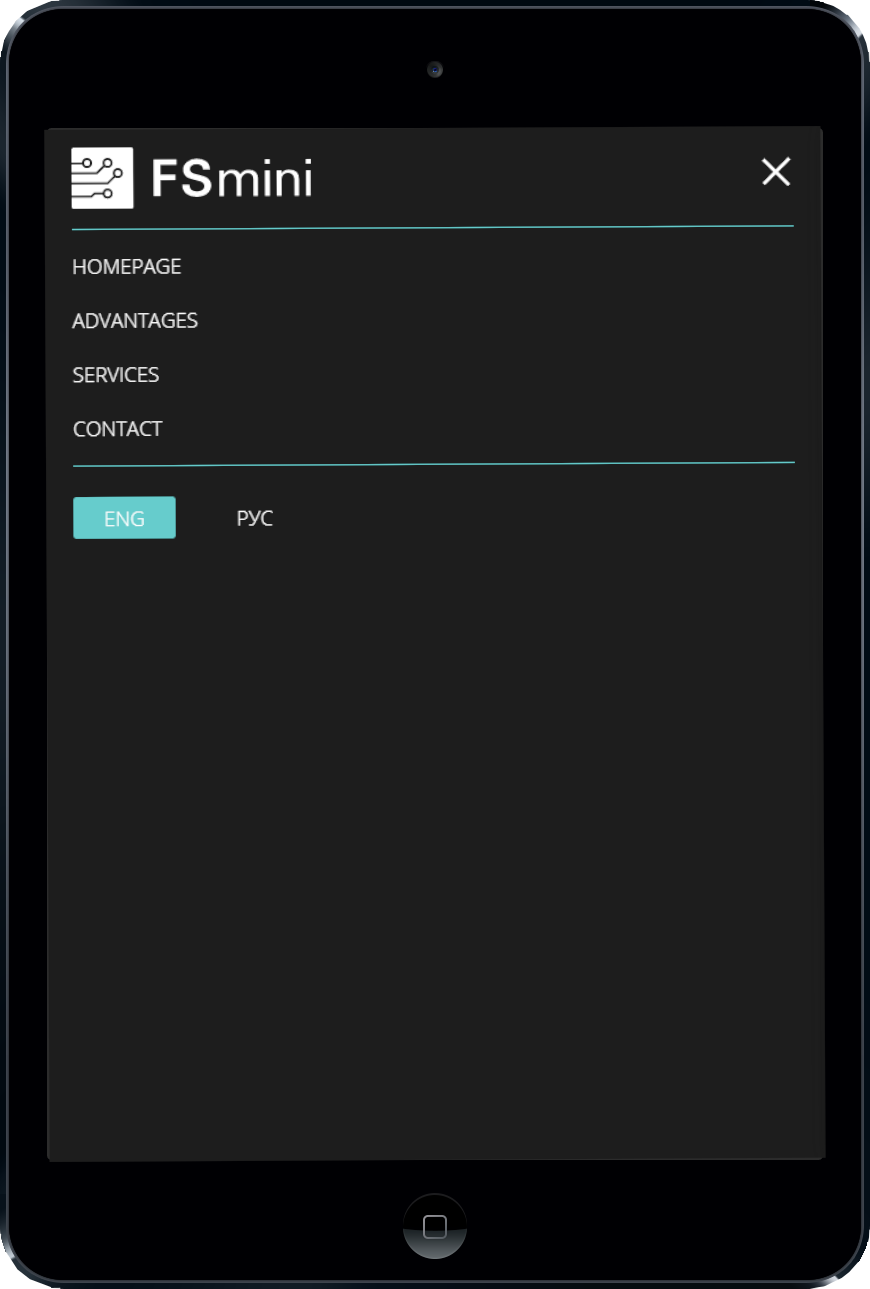 FSmini
HOMEPAGE
ADVANTAGES
SERVICES
CONTACT
ENG РУС